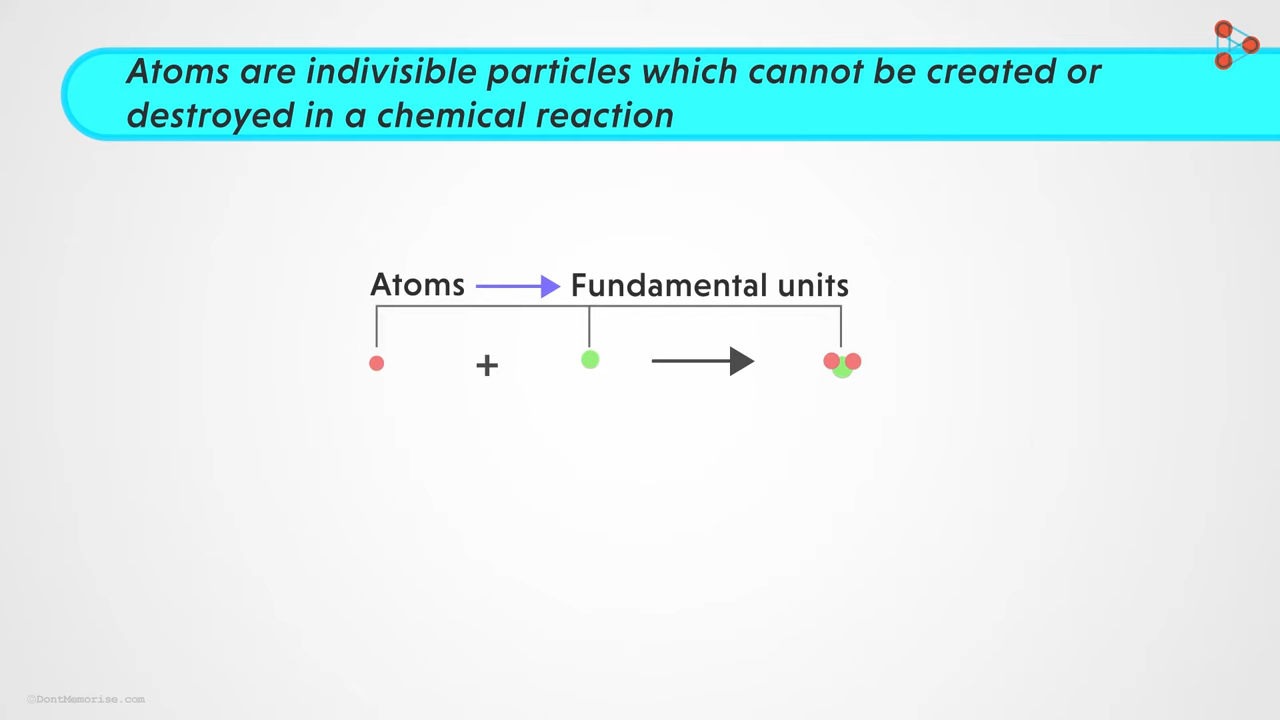 Atoms are indivisible particles which cannot be created or
destroyed in a chemical reaction
Atoms Fundamental units
+
©DontMemorise.com